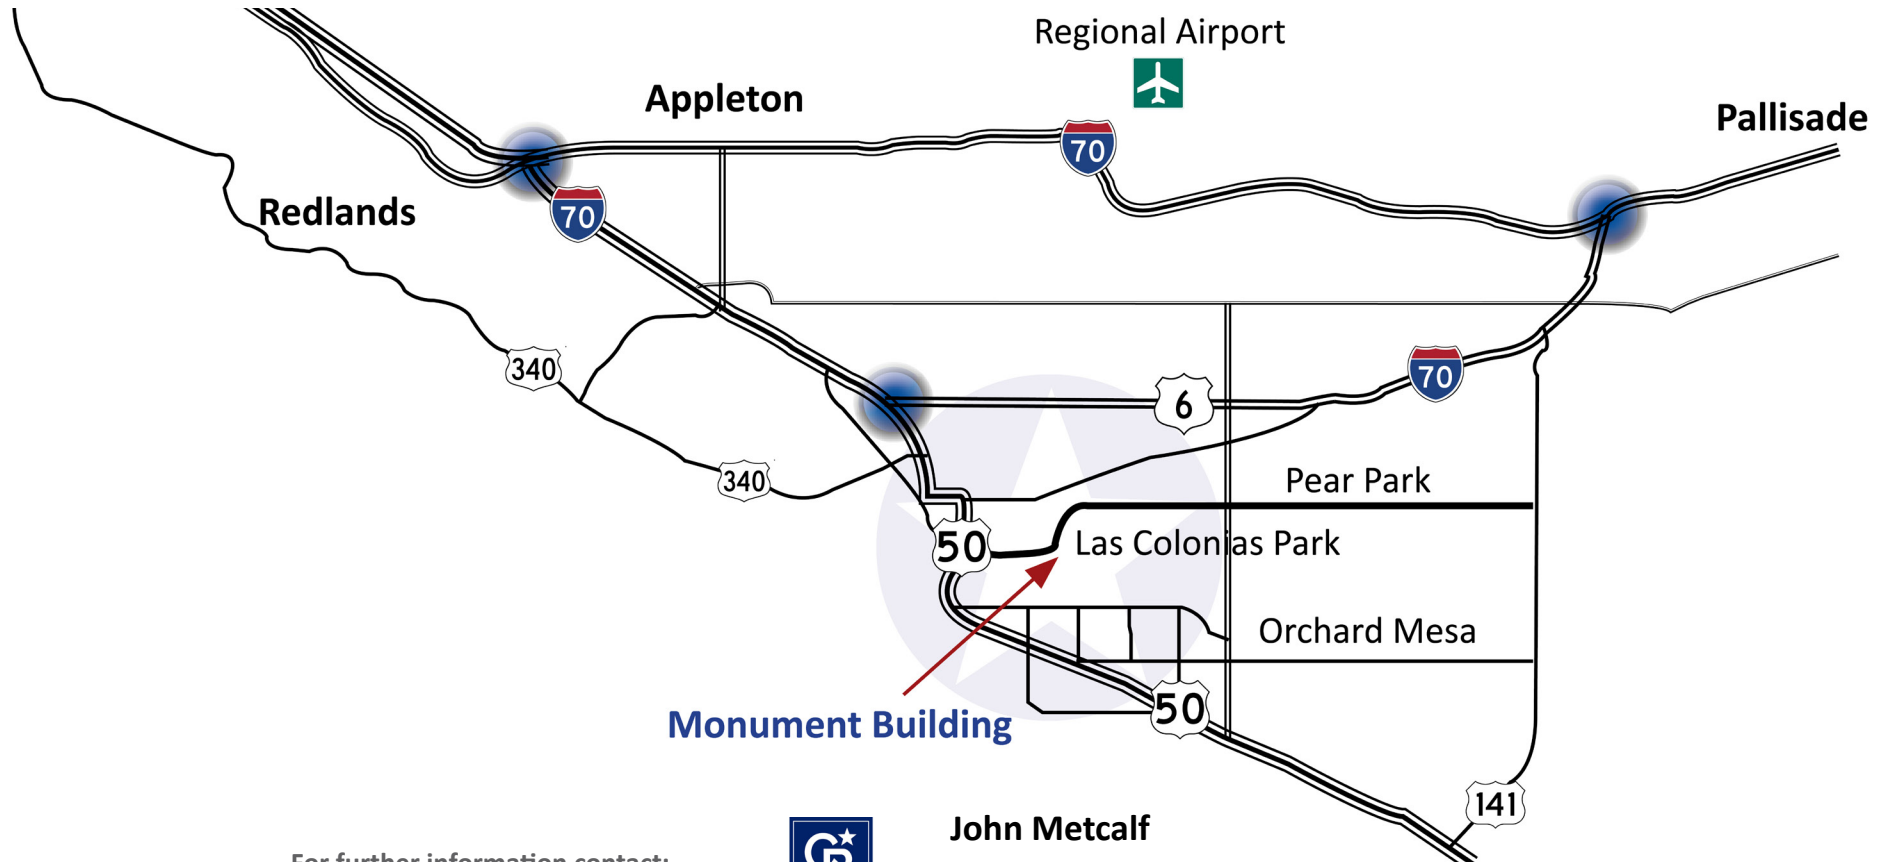 Regional Airport
Appleton
Pallisade
70
70
Redlands
340
70
6
340
Pear Park
50
Las Colonias Park
Orchard Mesa
50
Monument Building
141
John Metcalf
CB
For further information contact: